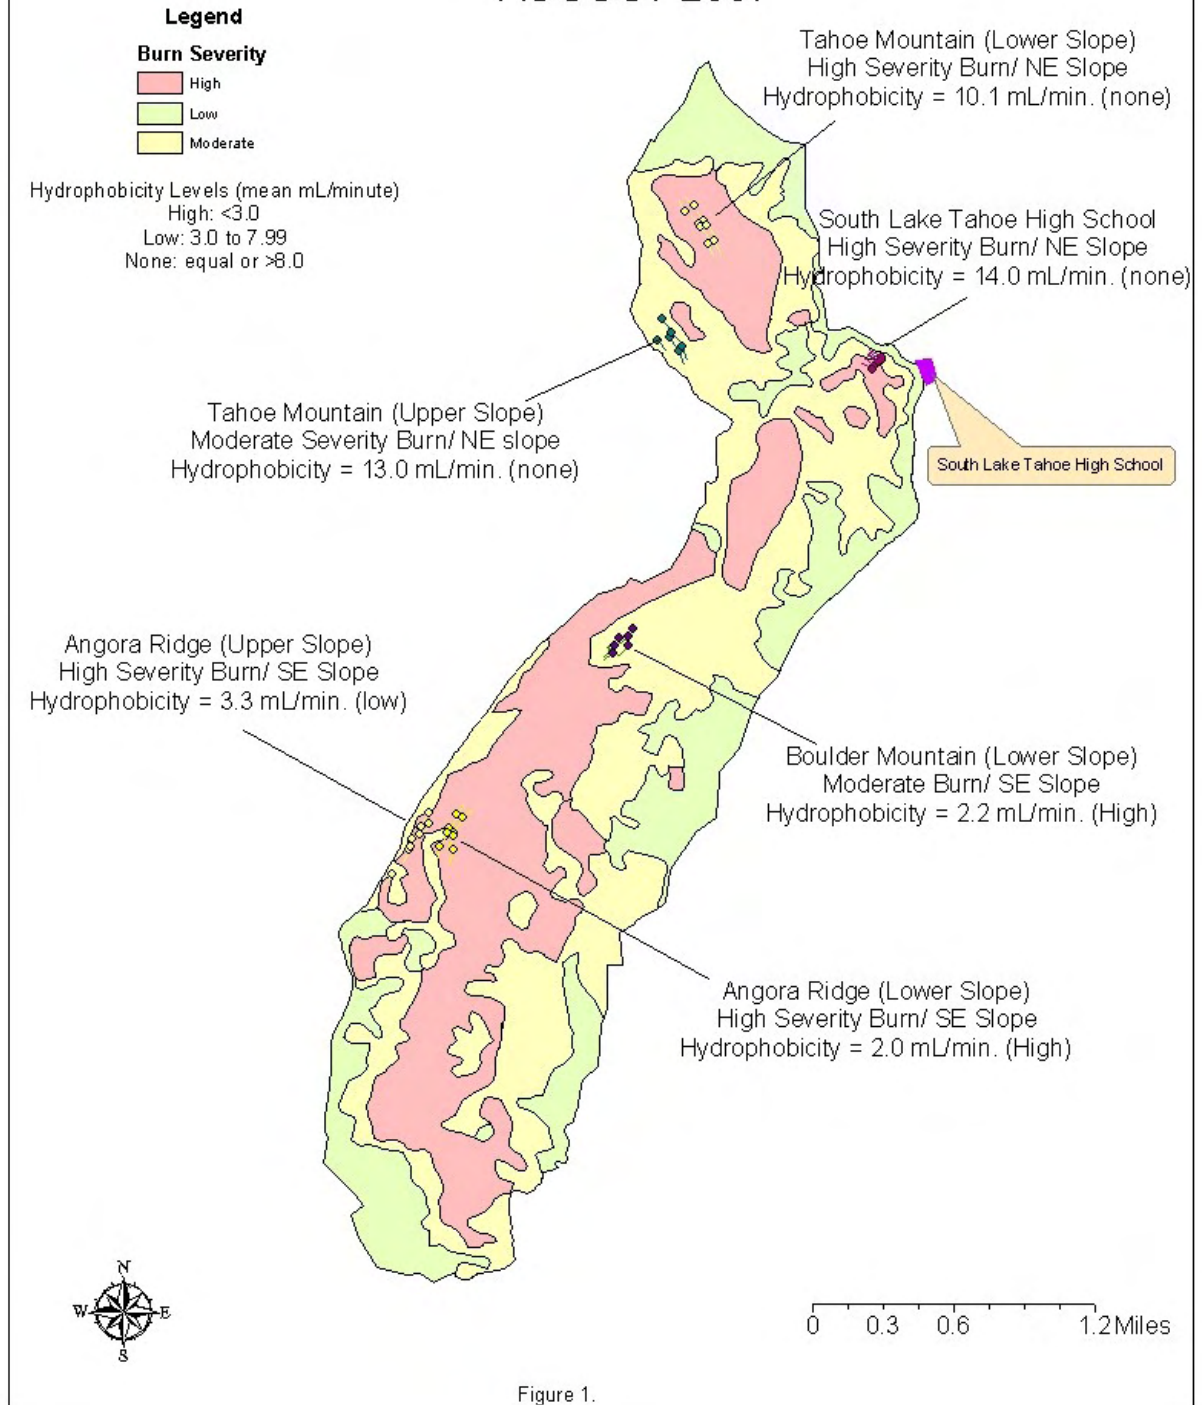 Legend
Burn Severity
High
Low
Moderate
Hydrophobicity Levels (mean mL/minute)
High: <3.0
Low: 3.0 to 7.99
None: equal or >8.0
Tahoe Mountain (Lower Slope)
High Severity Burn/ NE Slope
Hydrophobicity = 10.1 mL/min. (none)
South Lake Tahoe High School
High Severity Burn/ NE Slope
Hydrophobicity = 14.0 mL/min. (none)
Tahoe Mountain (Upper Slope)
Moderate Severity Burn/ NE slope
Hydrophobicity = 13.0 mL/min. (none)
South Lake Tahoe High School
Angora Ridge (Upper Slope)
High Severity Burn/ SE Slope
Hydrophobicity = 3.3 mL/min. (low)
Boulder Mountain (Lower Slope)
Moderate Burn/ SE Slope
Hydrophobicity = 2.2 mL/min. (High)
Angora Ridge (Lower Slope)
High Severity Burn/ SE Slope
Hydrophobicity = 2.0 mL/min. (High)
N
W E
S
0 0.3 0.6 1.2 Miles
Figure 1.